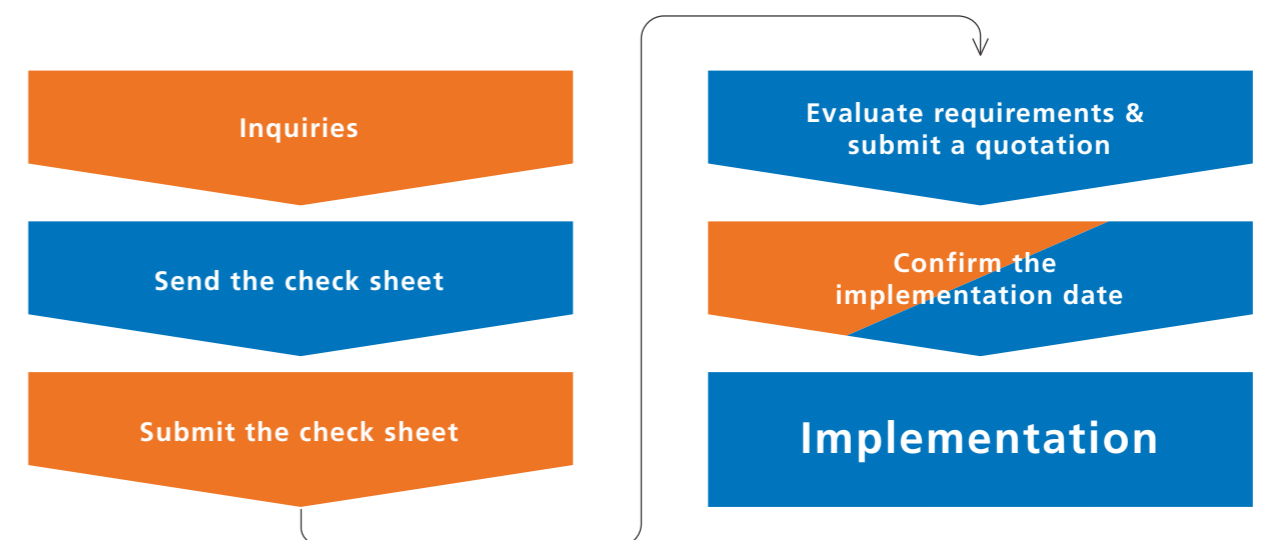 Inquiries
Send the check sheet
Submit the check sheet
Evaluate requirements &
submit a quotation
Confirm the
implementation date
Implementation